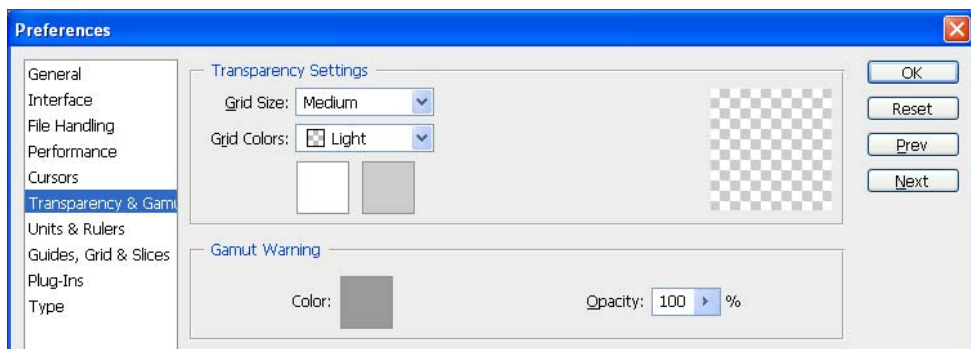 Preferences
General
Interface
File Handling
Performance
Cursors
Transparency & Gamu
Units & Rulers
Guides, Grid & Slices
Plug-Ins
Type
Transparency Settings
Grid Size: Medium
Grid Colors: Light
Gamut Warning
Color:
Opacity: 100 %
OK
Reset
Prev
Next